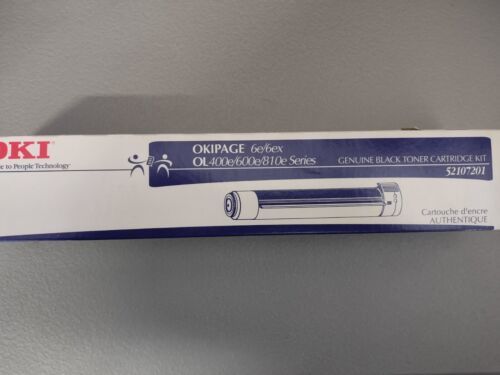 OKI
to People Technology
OKIPAGE 6e/6ex
OL400e/600e/810e Series
GENUINE BLACK TONER CARTRIDGE KIT
52107201
Cartouche d'encre
AUTHENTIQUE